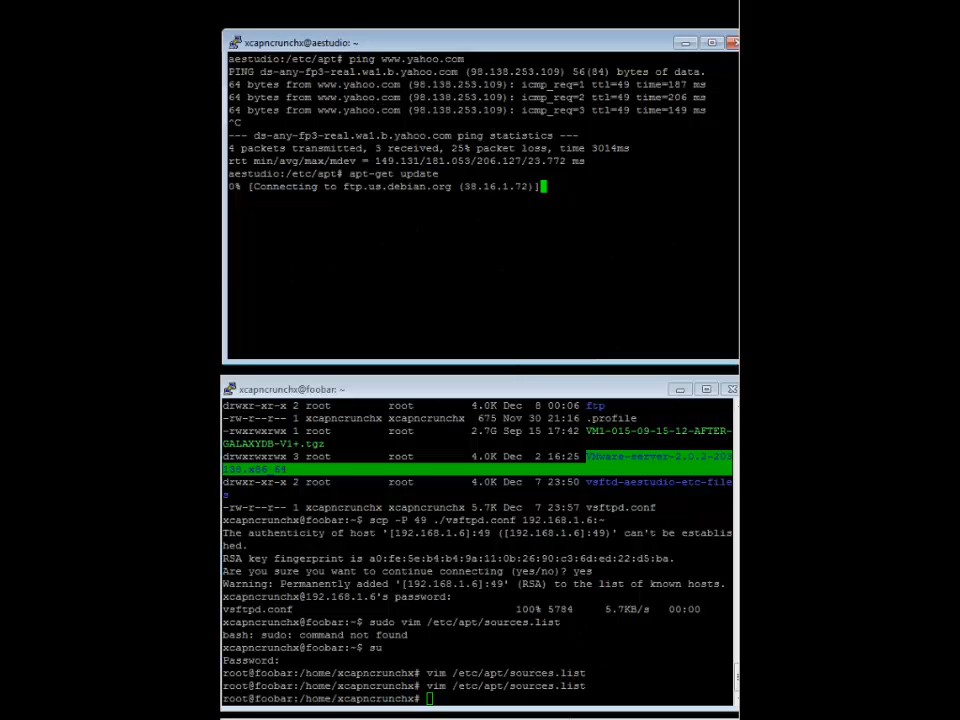 xcapncrunchx@aestudio: ~
aestudio:/etc/apt# ping www.yahoo.com
PING ds-any-fp3-real.wa1.b.yahoo.com (98.138.253.109) 56(84) bytes of data.
64 bytes from www.yahoo.com (98.138.253.109): icmp_req=1 ttl=49 time=187 ms
64 bytes from www.yahoo.com (98.138.253.109): icmp_req=2 ttl=49 time=206 ms
64 bytes from www.yahoo.com (98.138.253.109): icmp_req=3 ttl=49 time=149 ms
^C
--- ds-any-fp3-real.wa1.b.yahoo.com ping statistics ---
4 packets transmitted, 3 received, 25% packet loss, time 3014ms
rtt min/avg/max/mdev = 149.131/181.053/206.127/23.772 ms
aestudio:/etc/apt# apt-get update
0% [Connecting to ftp.us.debian.org (38.16.1.72)]
xcapncrunchx@foobar: ~
drwxr-xr-x 2 root root 4.0K Dec 8 00:06 ftp
-rw-r--r-- 1 xcapncrunchx xcapncrunchx 675 Nov 30 21:16 .profile
-rwxrwxrwx 1 root root 2.7G Sep 15 17:42 VM1-015-09-15-12-AFTER-
GALAXYDB-V1+.tgz
drwxrwxrwx 3 root root 4.0K Dec 2 16:25 VMware-server-2.0.2-203
138.x86_64
drwxr-xr-x 2 root root 4.0K Dec 7 23:50 vsftd-aestudio-etc-file
s
-rw-r--r-- 1 xcapncrunchx xcapncrunchx 5.7K Dec 7 23:57 vsftpd.conf
xcapncrunchx@foobar:~$ scp -P 49 ./vsftpd.conf 192.168.1.6:~
The authenticity of host '[192.168.1.6]:49 ([192.168.1.6]:49)' can't be establis
hed.
RSA key fingerprint is a0:fe:5e:b4:b4:9a:11:0b:26:90:c3:6d:ed:22:d5:ba.
Are you sure you want to continue connecting (yes/no)? yes
Warning: Permanently added '[192.168.1.6]:49' (RSA) to the list of known hosts.
xcapncrunchx@192.168.1.6's password:
vsftpd.conf 100% 5784 5.7KB/s 00:00
xcapncrunchx@foobar:~$ sudo vim /etc/apt/sources.list
bash: sudo: command not found
xcapncrunchx@foobar:~$ su
Password:
root@foobar:/home/xcapncrunchx# vim /etc/apt/sources.list
root@foobar:/home/xcapncrunchx# vim /etc/apt/sources.list
root@foobar:/home/xcapncrunchx#